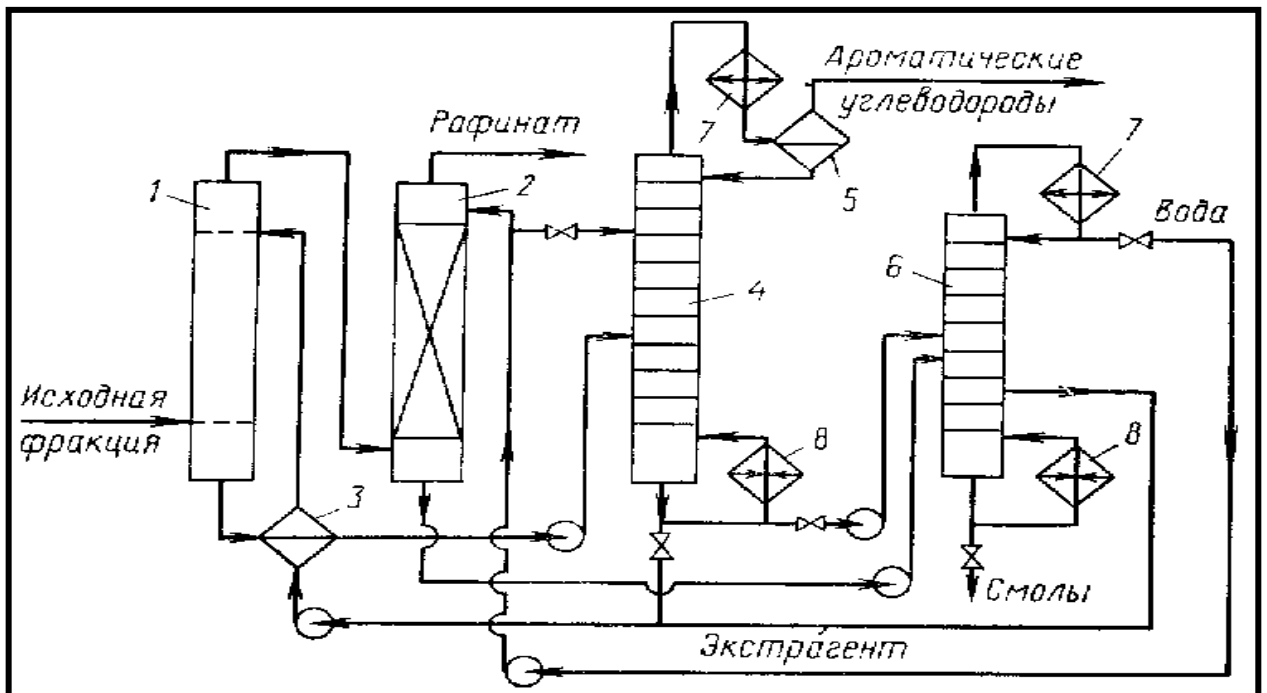 Ароматические
углеводороды
7
Рафинат
5
7
1
2
Вода
6
4
Исходная
фракция
8
8
3
Смолы
Экстрагент